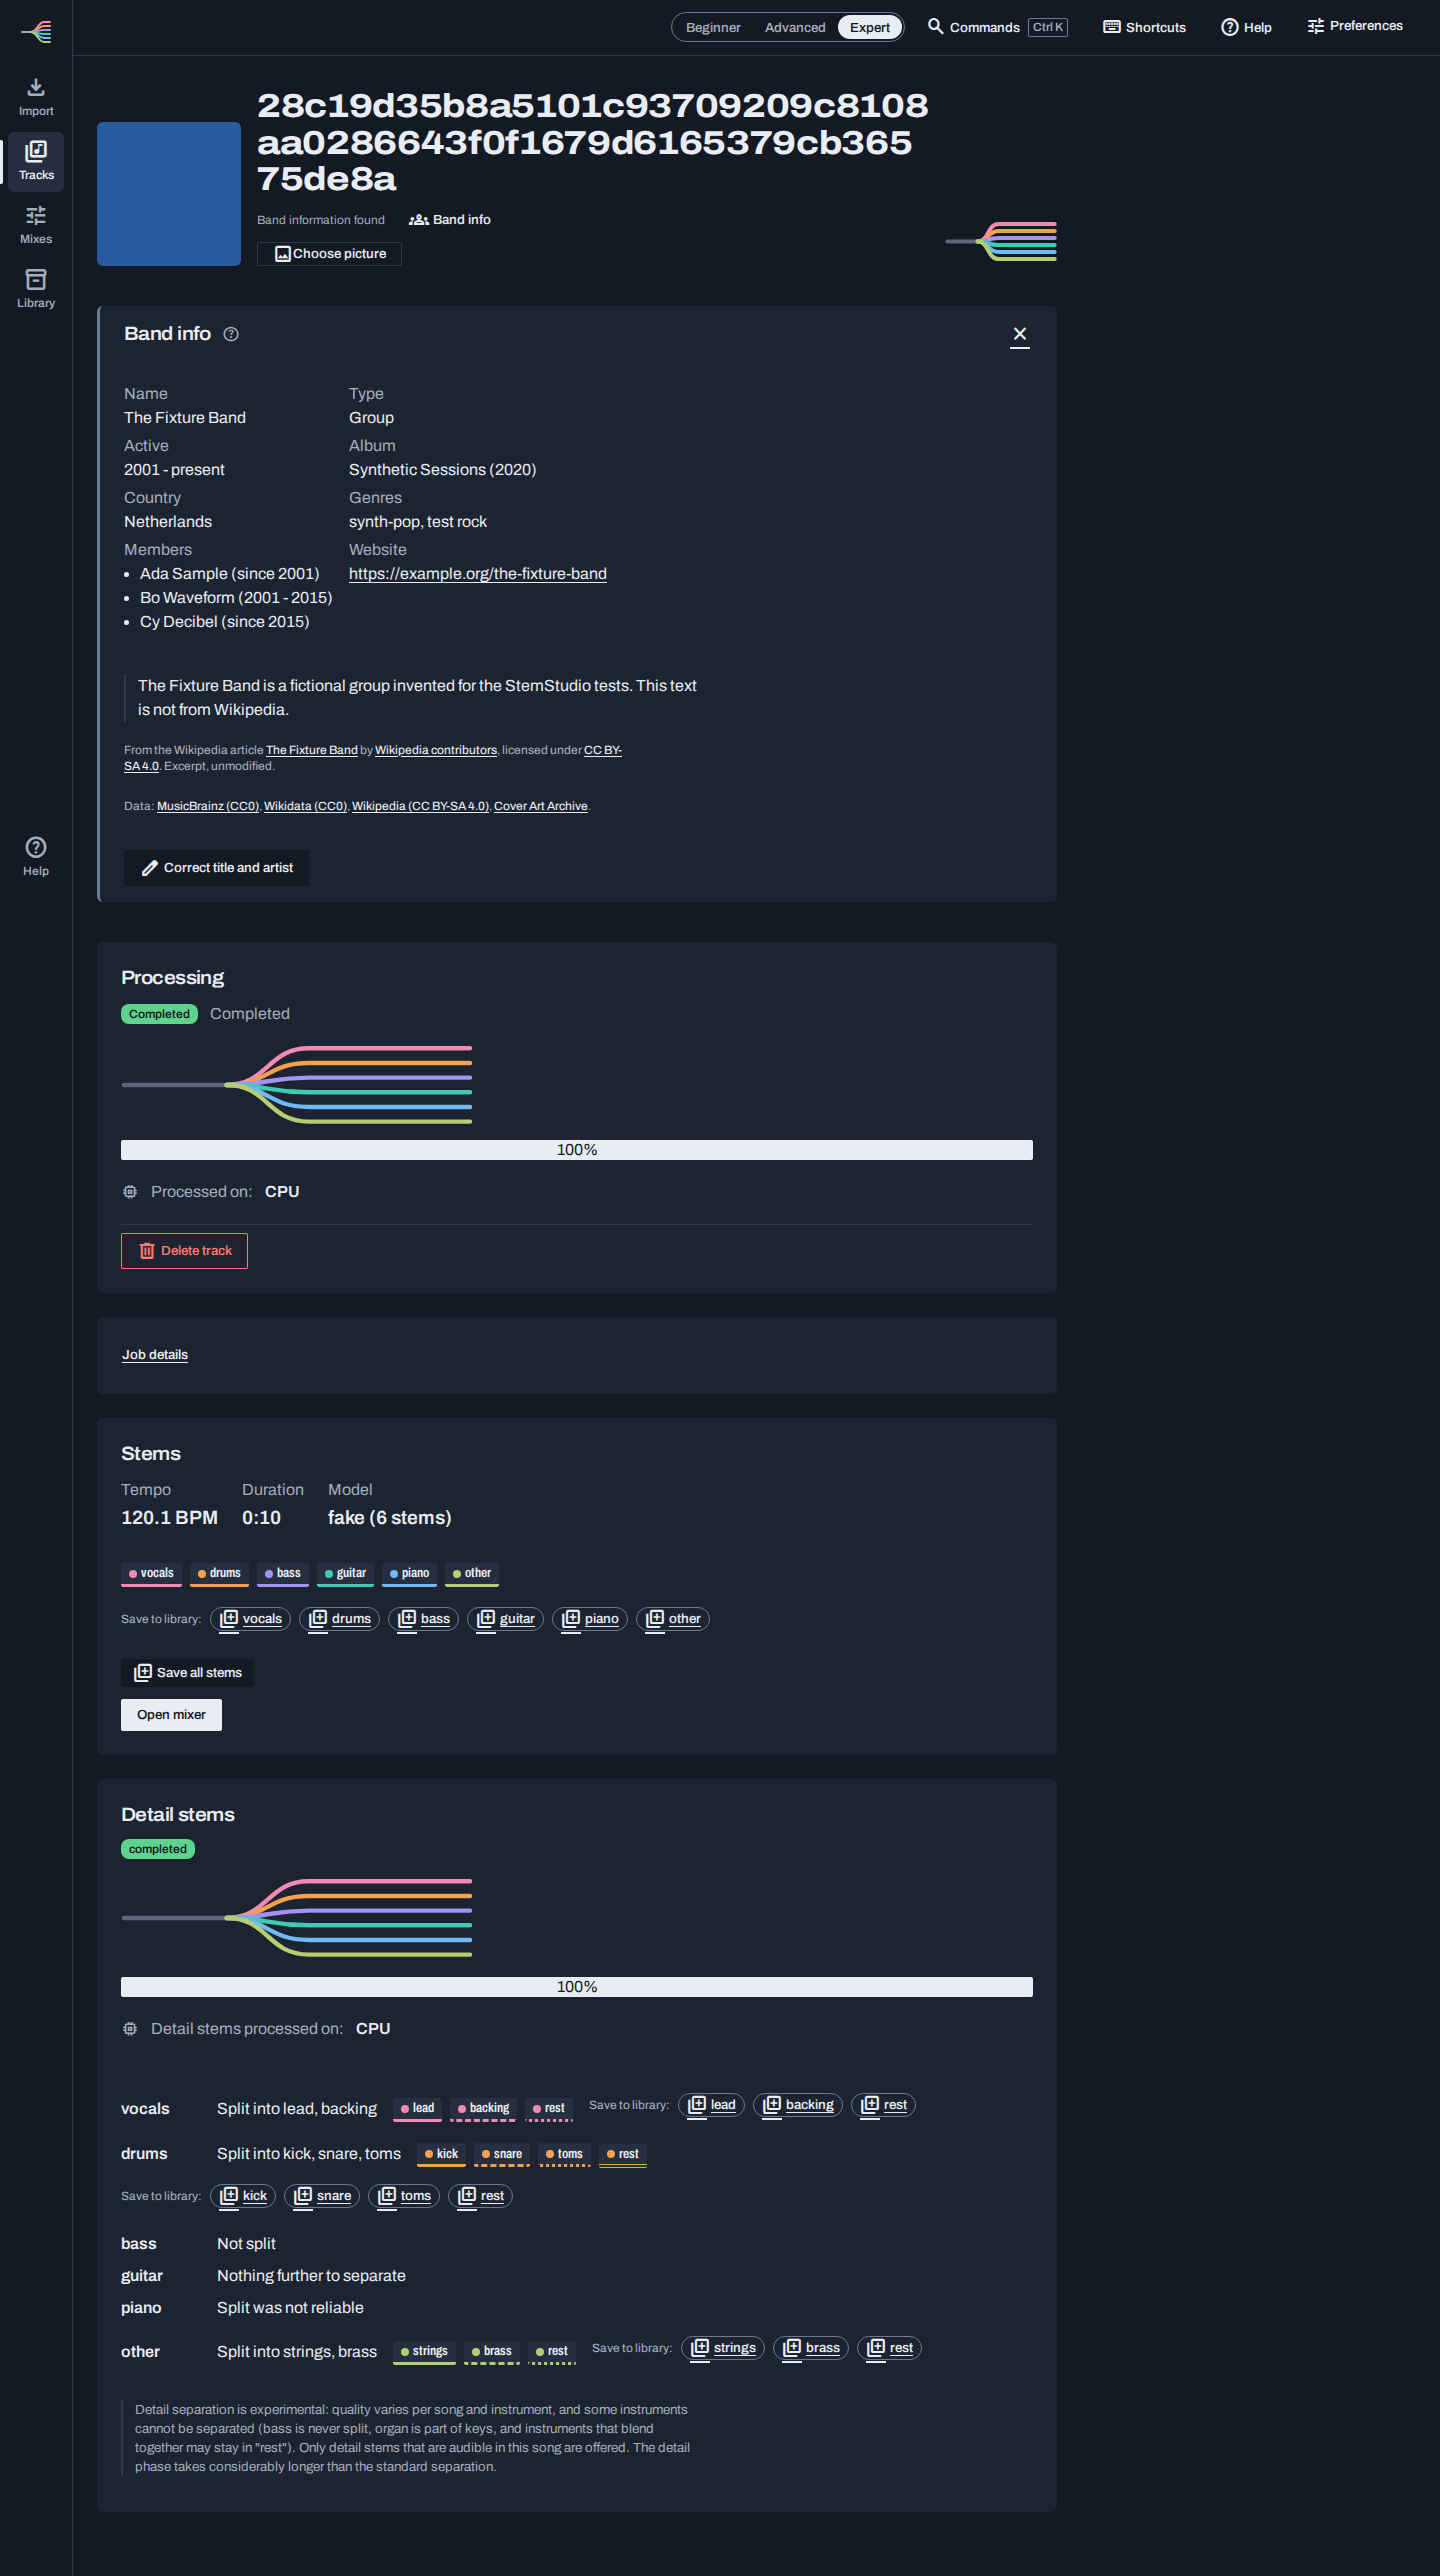 Beginner Advanced Expert Commands Ctrl K Shortcuts Help Preferences
Import
Tracks
Mixes
Library
Help
28c19d35b8a5101c93709209c8108
aa0286643f0f1679d6165379cb365
75de8a
Band information found Band info
Choose picture
Band info
Name Type
The Fixture Band Group
Active Album
2001 - present Synthetic Sessions (2020)
Country Genres
Netherlands synth-pop, test rock
Members Website
• Ada Sample (since 2001) https://example.org/the-fixture-band
• Bo Waveform (2001 - 2015)
• Cy Decibel (since 2015)
The Fixture Band is a fictional group invented for the StemStudio tests. This text
is not from Wikipedia.
From the Wikipedia article The Fixture Band by Wikipedia contributors, licensed under CC BY-
SA 4.0. Excerpt, unmodified.
Data: MusicBrainz (CC0), Wikidata (CC0), Wikipedia (CC BY-SA 4.0), Cover Art Archive.
Correct title and artist
Processing
Completed Completed
100%
Processed on: CPU
Delete track
Job details
Stems
Tempo Duration Model
120.1 BPM 0:10 fake (6 stems)
vocals drums bass guitar piano other
Save to library: vocals drums bass guitar piano other
Save all stems
Open mixer
Detail stems
completed
100%
Detail stems processed on: CPU
vocals Split into lead, backing lead backing rest Save to library: lead backing rest
drums Split into kick, snare, toms kick snare toms rest
Save to library: kick snare toms rest
bass Not split
guitar Nothing further to separate
piano Split was not reliable
other Split into strings, brass strings brass rest Save to library: strings brass rest
Detail separation is experimental: quality varies per song and instrument, and some instruments
cannot be separated (bass is never split, organ is part of keys, and instruments that blend
together may stay in "rest"). Only detail stems that are audible in this song are offered. The detail
phase takes considerably longer than the standard separation.